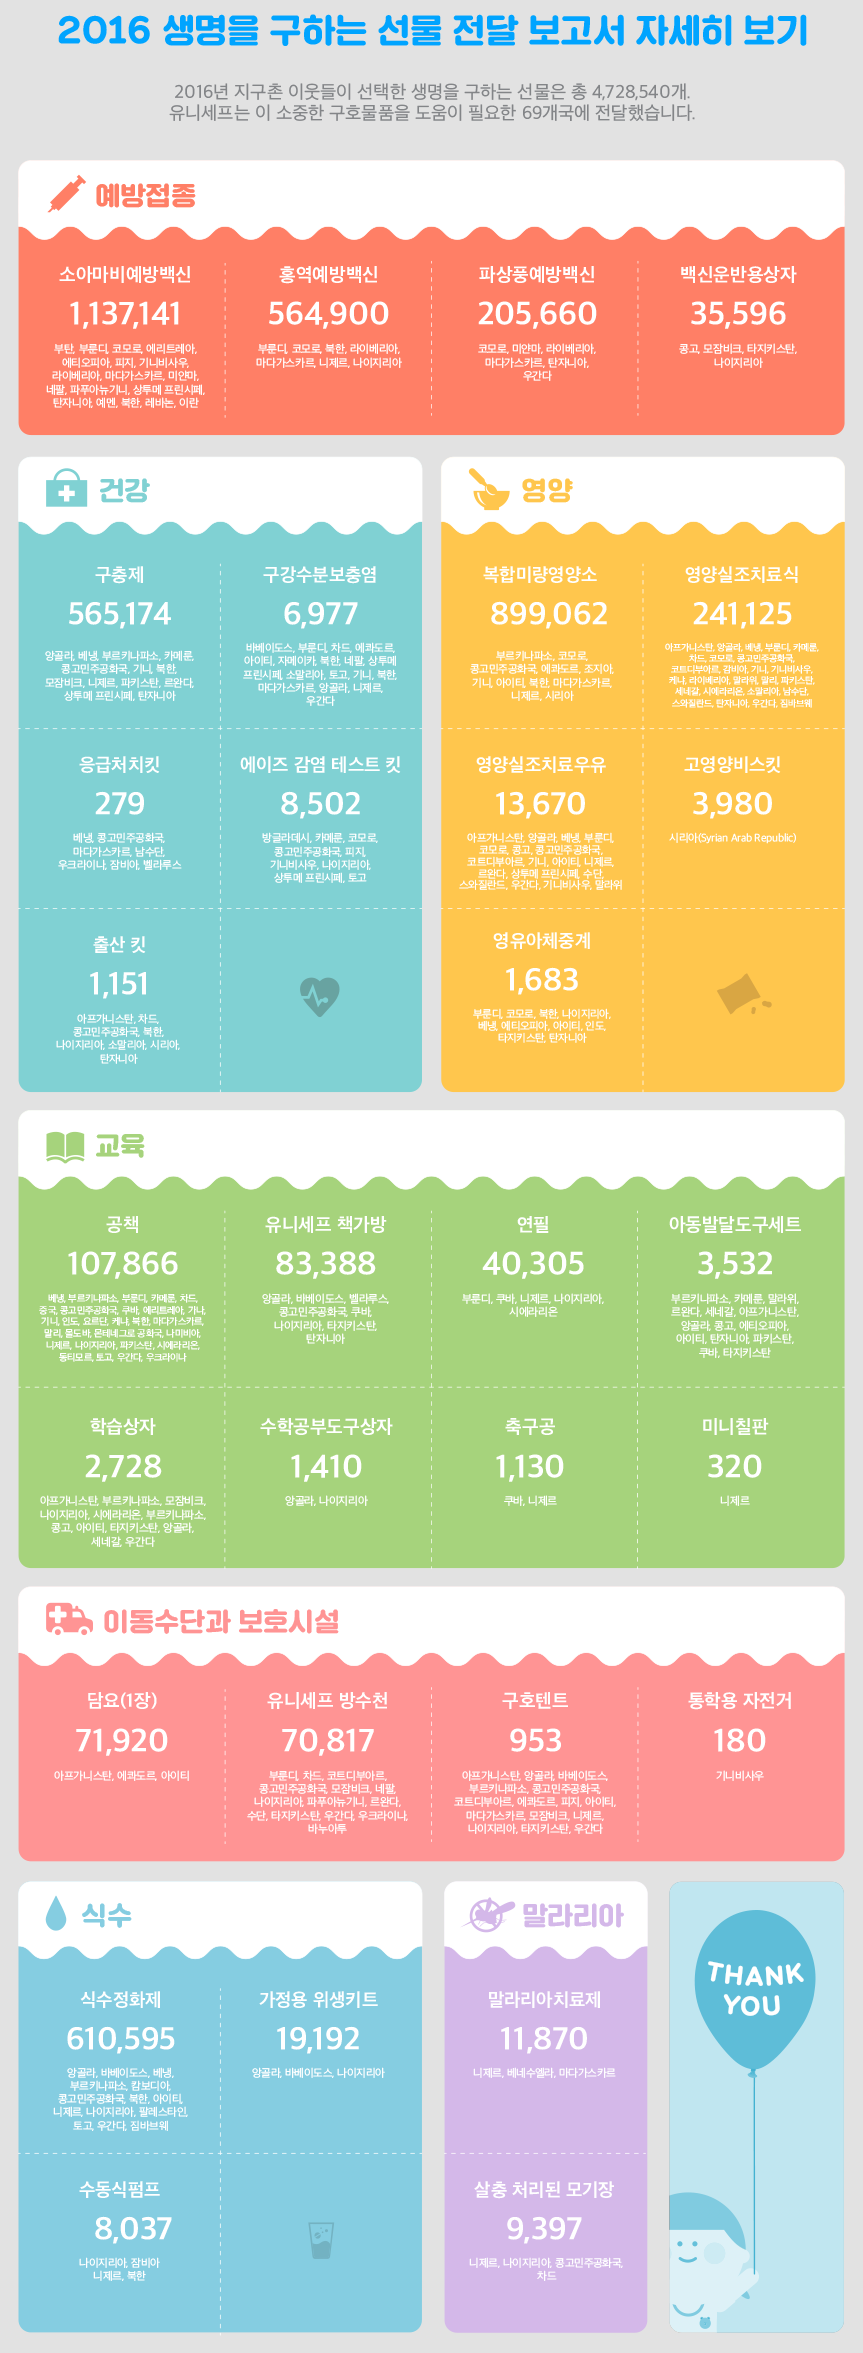 2016 생명을 구하는 선물 전달 보고서 자세히 보기
2016년 지구촌 이웃들이 선택한 생명을 구하는 선물은 총 4,728,540개.
유니세프는 이 소중한 구호물품을 도움이 필요한 69개국에 전달했습니다.
예방접종
소아마비예방백신
1,137,141
부탄, 부룬디, 코모로, 에리트레아,
에티오피아, 피지, 기니비사우,
라이베리아, 마다가스카르, 미얀마,
네팔, 파푸아뉴기니, 상투메 프린시페,
탄자니아, 예멘, 북한, 레바논, 이란
홍역예방백신
564,900
부룬디, 코모로, 북한, 라이베리아,
마다가스카르, 니제르, 나이지리아
파상풍예방백신
205,660
코모로, 미얀마, 라이베리아,
마다가스카르, 탄자니아,
우간다
백신운반용상자
35,596
콩고, 모잠비크, 타지키스탄,
나이지리아
건강
구충제
565,174
앙골라, 베냉, 부르키나파소, 카메룬,
콩고민주공화국, 기니, 북한,
모잠비크, 니제르, 파키스탄, 르완다,
상투메 프린시페, 탄자니아
구강수분보충염
6,977
바베이도스, 부룬디, 차드, 에콰도르,
아이티, 자메이카, 북한, 네팔, 상투메
프린시페, 소말리아, 토고, 기니, 북한,
마다가스카르, 앙골라, 니제르,
우간다
응급처치킷
279
베냉, 콩고민주공화국,
마다가스카르, 남수단,
우크라이나, 잠비아, 벨라루스
에이즈 감염 테스트 킷
8,502
방글라데시, 카메룬, 코모로,
콩고민주공화국, 피지,
기니비사우, 나이지리아,
상투메 프린시페, 토고
출산 킷
1,151
아프가니스탄, 차드,
콩고민주공화국, 북한,
나이지리아, 소말리아, 시리아,
탄자니아
영양
복합미량영양소
899,062
부르키나파소, 코모로,
콩고민주공화국, 에콰도르, 조지아,
기니, 아이티, 북한, 마다가스카르,
니제르, 시리아
영양실조치료식
241,125
아프가니스탄, 앙골라, 베냉, 부룬디, 카메룬,
차드, 코모로, 콩고민주공화국,
코트디부아르, 감비아, 기니, 기니비사우,
케냐, 라이베리아, 말라위, 말리, 파키스탄,
세네갈, 시에라리온, 소말리아, 남수단,
스와질란드, 탄자니아, 우간다, 짐바브웨
영양실조치료우유
13,670
아프가니스탄, 앙골라, 베냉, 부룬디,
코모로, 콩고, 콩고민주공화국,
코트디부아르, 기니, 아이티, 니제르,
르완다, 상투메 프린시페, 수단,
스와질란드, 우간다, 기니비사우, 말라위
고영양비스킷
3,980
시리아(Syrian Arab Republic)
영유아체중계
1,683
부룬디, 코모로, 북한, 나이지리아,
베냉, 에티오피아, 아이티, 인도,
타지키스탄, 탄자니아
교육
공책
107,866
베냉, 부르키나파소, 부룬디, 카메룬, 차드,
중국, 콩고민주공화국, 쿠바, 에리트레아, 가나,
기니, 인도, 요르단, 케냐, 북한, 마다가스카르,
말리, 몰도바, 몬테네그로 공화국, 나미비아,
니제르, 나이지리아, 파키스탄, 시에라리온,
동티모르, 토고, 우간다, 우크라이나
유니세프 책가방
83,388
앙골라, 바베이도스, 벨라루스,
콩고민주공화국, 쿠바,
나이지리아, 타지키스탄,
탄자니아
연필
40,305
부룬디, 쿠바, 니제르, 나이지리아,
시에라리온
아동발달도구세트
3,532
부르키나파소, 카메룬, 말라위,
르완다, 세네갈, 아프가니스탄,
앙골라, 콩고, 에티오피아,
아이티, 탄자니아, 파키스탄,
쿠바, 타지키스탄
학습상자
2,728
아프가니스탄, 부르키나파소, 모잠비크,
나이지리아, 시에라리온, 부르키나파소,
콩고, 아이티, 타지키스탄, 앙골라,
세네갈, 우간다
수학공부도구상자
1,410
앙골라, 나이지리아
축구공
1,130
쿠바, 니제르
미니칠판
320
니제르
이동수단과 보호시설
담요(1장)
71,920
아프가니스탄, 에콰도르, 아이티
유니세프 방수천
70,817
부룬디, 차드, 코트디부아르,
콩고민주공화국, 모잠비크, 네팔,
나이지리아, 파푸아뉴기니, 르완다,
수단, 타지키스탄, 우간다, 우크라이나,
바누아투
구호텐트
953
아프가니스탄, 앙골라, 바베이도스,
부르키나파소, 콩고민주공화국,
코트디부아르, 에콰도르, 피지, 아이티,
마다가스카르, 모잠비크, 니제르,
나이지리아, 타지키스탄, 우간다
통학용 자전거
180
기니비사우
식수
식수정화제
610,595
앙골라, 바베이도스, 베냉,
부르키나파소, 캄보디아,
콩고민주공화국, 북한, 아이티,
니제르, 나이지리아, 팔레스타인,
토고, 우간다, 짐바브웨
가정용 위생키트
19,192
앙골라, 바베이도스, 나이지리아
수동식펌프
8,037
나이지리아, 잠비아
니제르, 북한
말라리아
말라리아치료제
11,870
니제르, 베네수엘라, 마다가스카르
살충 처리된 모기장
9,397
니제르, 나이지리아, 콩고민주공화국,
차드
THANK
YOU